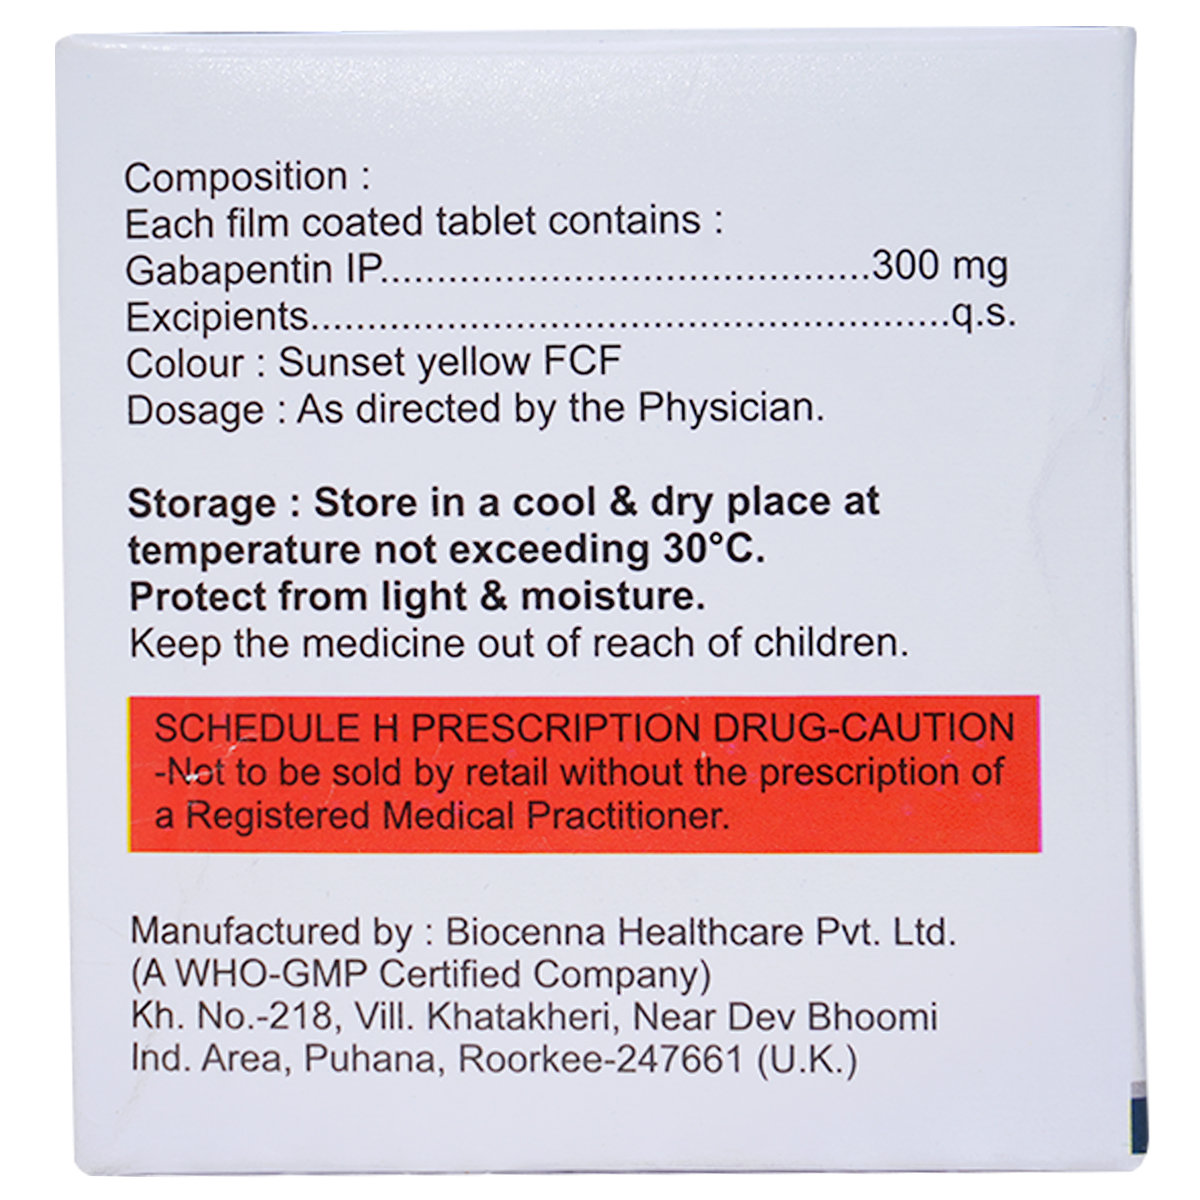 Composition :
Each film coated tablet contains :
Gabapentin IP...........................................300 mg
Excipients.........................................................q.s.
Colour : Sunset yellow FCF
Dosage : As directed by the Physician.
Storage : Store in a cool & dry place at
temperature not exceeding 30°C.
Protect from light & moisture.
Keep the medicine out of reach of children.
SCHEDULE H PRESCRIPTION DRUG-CAUTION
-Not to be sold by retail without the prescription of
a Registered Medical Practitioner.
Manufactured by : Biocenna Healthcare Pvt. Ltd.
(A WHO-GMP Certified Company)
Kh. No.-218, Vill. Khatakheri, Near Dev Bhoomi
Ind. Area, Puhana, Roorkee-247661 (U.K.)